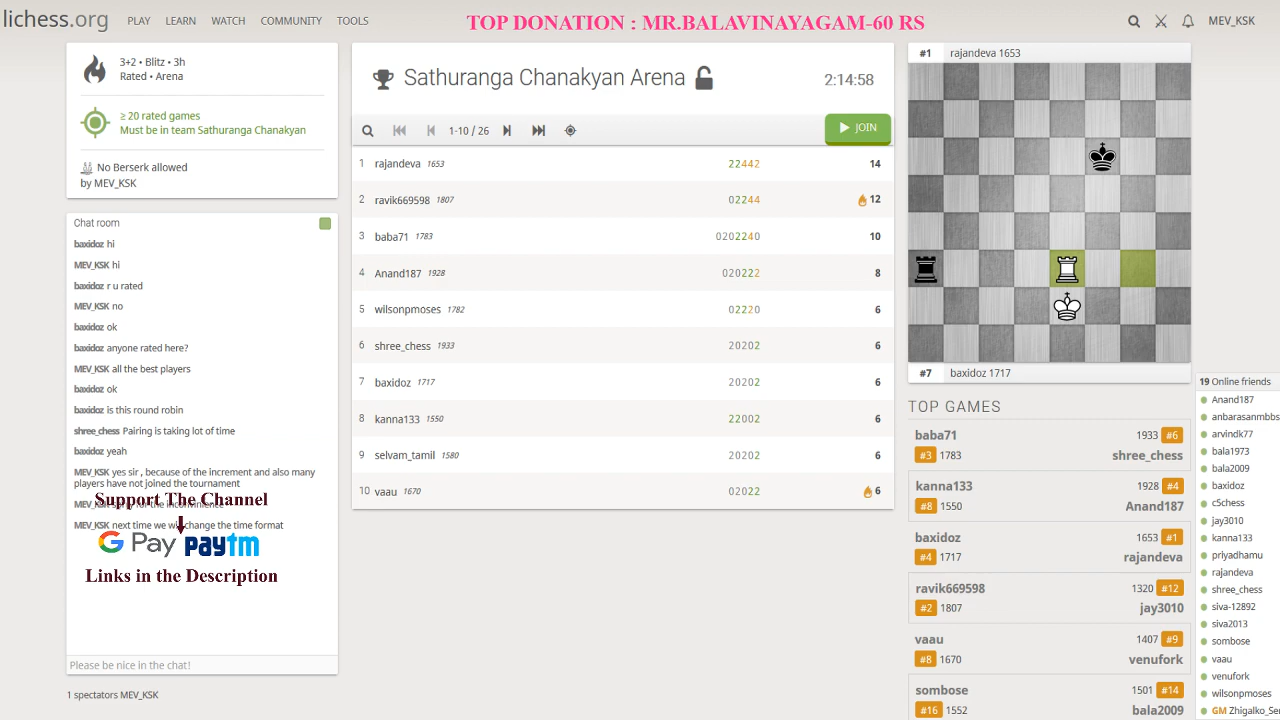 lichess.org PLAY LEARN WATCH COMMUNITY TOOLS
TOP DONATION : MR.BALAVINAYAGAM-60 RS
MEV_KSK
3+2 • Blitz • 3h
Rated • Arena
≥ 20 rated games
Must be in team Sathuranga Chanakyan
No Berserk allowed
by MEV_KSK
Chat room
baxidoz hi
MEV_KSK hi
baxidoz r u rated
MEV_KSK no
baxidoz ok
baxidoz anyone rated here?
MEV_KSK all the best players
baxidoz ok
baxidoz is this round robin
shree_chess Pairing is taking lot of time
baxidoz yeah
MEV_KSK yes sir , because of the increment and also many
players have not joined the tournament
Support The Channel
MEV_KSK
MEV_KSK next time we change the time format
G Pay paytm
Links in the Description
Please be nice in the chat!
1 spectators MEV_KSK
Sathuranga Chanakyan Arena 2:14:58
1-10 / 26 JOIN
1 rajandeva 1653 22442 14
2 ravik669598 1807 02244 12
3 baba71 1783 0202240 10
4 Anand187 1928 020222 8
5 wilsonpmoses 1782 02220 6
6 shree_chess 1933 20202 6
7 baxidoz 1717 20202 6
8 kanna133 1550 22002 6
9 selvam_tamil 1580 20202 6
10 vaau 1670 02022 6
#1 rajandeva 1653
#7 baxidoz 1717
TOP GAMES
baba71 1933 #6
#3 1783 shree_chess
kanna133 1928 #4
#8 1550 Anand187
baxidoz 1653 #1
#4 1717 rajandeva
ravik669598 1320 #12
#2 1807 jay3010
vaau 1407 #9
#8 1670 venufork
sombose 1501 #14
#16 1552 bala2009
19 Online friends
Anand187
anbarasanmbbs
arvindk77
bala1973
bala2009
baxidoz
c5chess
jay3010
kanna133
priyadhamu
rajandeva
shree_chess
siva-12892
siva2013
sombose
vaau
venufork
wilsonpmoses
GM Zhigalko_Se